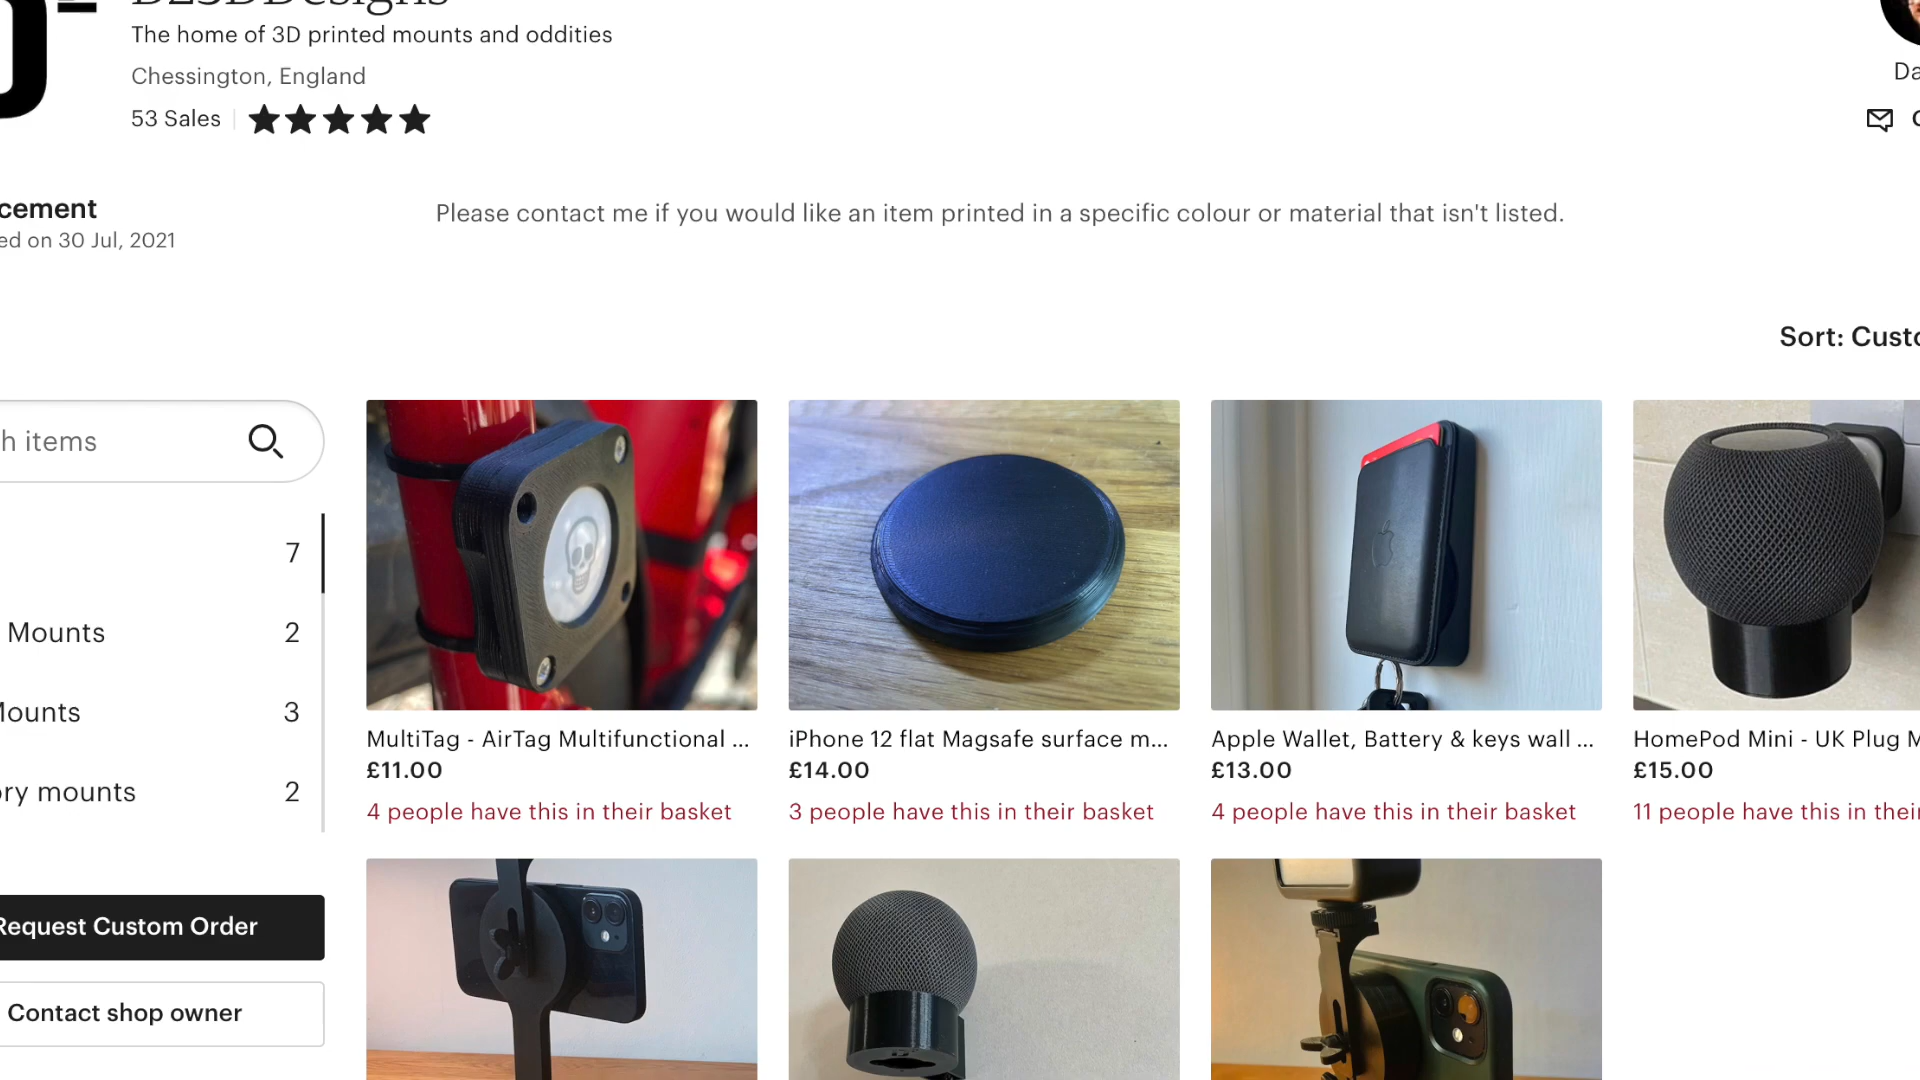 The home of 3D printed mounts and oddities
Chessington, England
53 Sales
cement
ed on 30 Jul, 2021
Please contact me if you would like an item printed in a specific colour or material that isn't listed.
Sort: Custo
h items
7
Mounts 2
Mounts 3
ory mounts 2
Request Custom Order
Contact shop owner
MultiTag - AirTag Multifunctional ...
£11.00
4 people have this in their basket
iPhone 12 flat Magsafe surface m...
£14.00
3 people have this in their basket
Apple Wallet, Battery & keys wall ...
£13.00
4 people have this in their basket
HomePod Mini - UK Plug M
£15.00
11 people have this in their